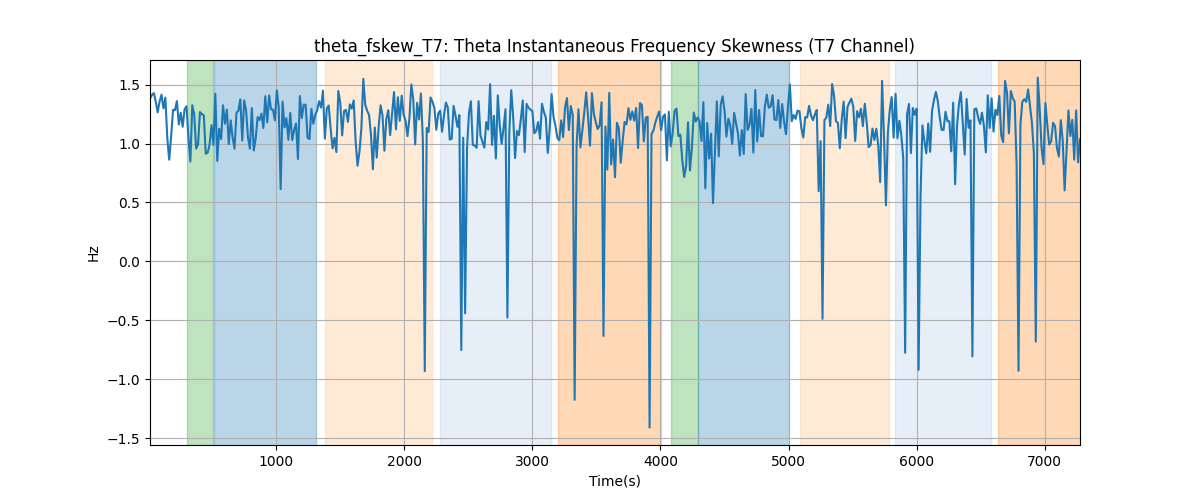 theta_fskew_T7: Theta Instantaneous Frequency Skewness (T7 Channel)
1.5
1.0
0.5
0.0
−0.5
−1.0
−1.5
Hz
1000 2000 3000 4000 5000 6000 7000
Time(s)